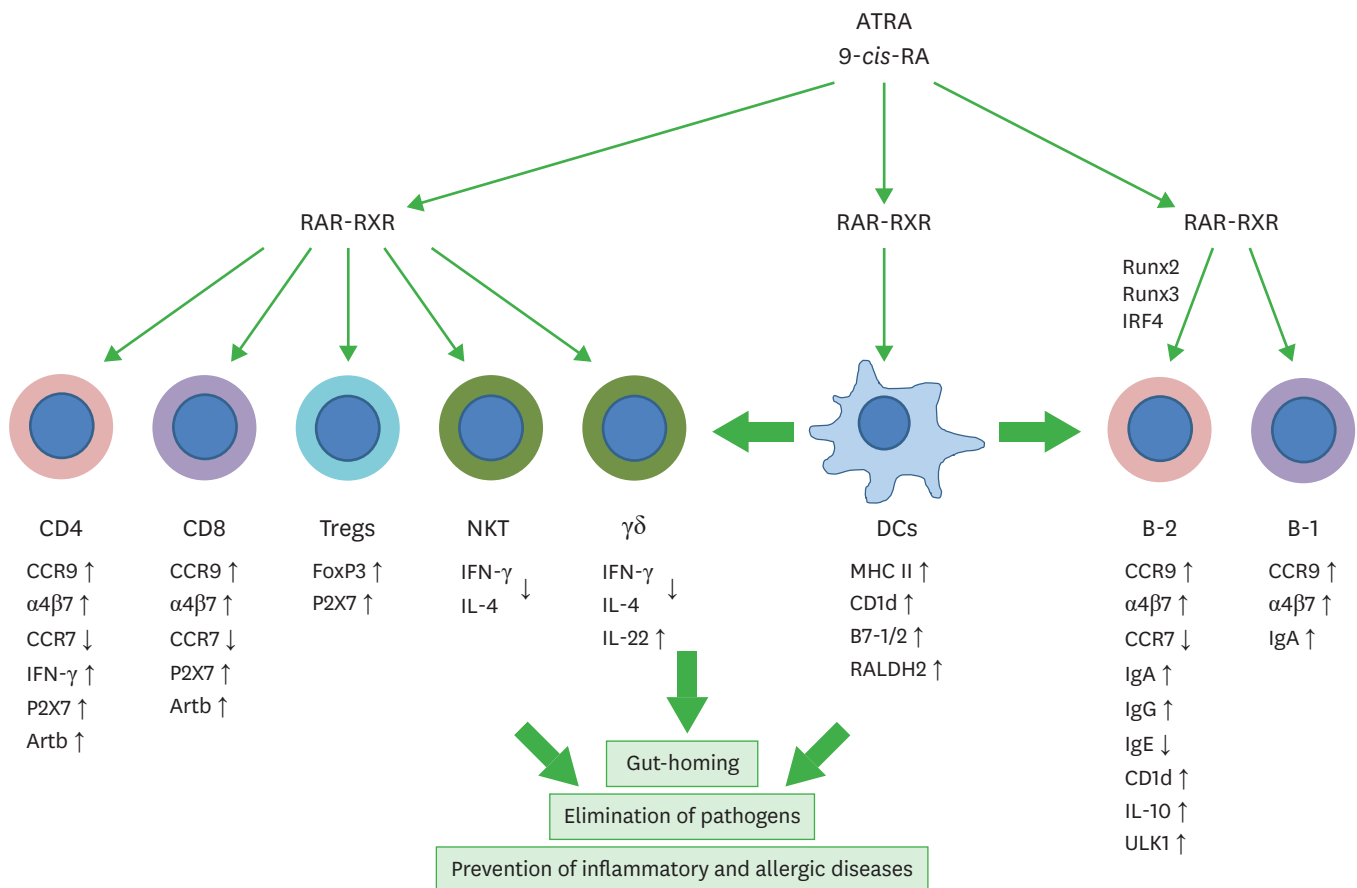 ATRA
9-cis-RA
RAR-RXR
RAR-RXR
RAR-RXR
Runx2
Runx3
IRF4
CD4
CCR9 ↑
α4β7 ↑
CCR7 ↓
IFN-γ ↑
P2X7 ↑
Artb ↑
CD8
CCR9 ↑
α4β7 ↑
CCR7 ↓
P2X7 ↑
Artb ↑
Tregs
FoxP3 ↑
P2X7 ↑
NKT
IFN-γ
↓
IL-4
γδ
IFN-γ
↓
IL-4
IL-22 ↑
DCs
MHC II ↑
CD1d ↑
B7-1/2 ↑
RALDH2 ↑
B-2
CCR9 ↑
α4β7 ↑
CCR7 ↓
IgA ↑
IgG ↑
IgE ↓
CD1d ↑
IL-10 ↑
ULK1 ↑
B-1
CCR9 ↑
α4β7 ↑
IgA ↑
Gut-homing
Elimination of pathogens
Prevention of inflammatory and allergic diseases